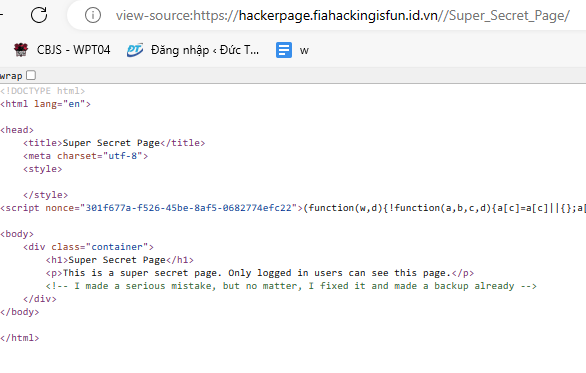 view-source:https://hackerpage.fiahackingisfun.id.vn//Super_Secret_Page/
CBJS - WPT04 Đăng nhập ‹ Đức T... w
wrap
<!DOCTYPE html>
<html lang="en">
<head>
<title>Super Secret Page</title>
<meta charset="utf-8">
<style>
</style>
<script nonce="301f677a-f526-45be-8af5-0682774efc22">(function(w,d){!function(a,b,c,d){a[c]=a[c]||{};a[
<body>
<div class="container">
<h1>Super Secret Page</h1>
<p>This is a super secret page. Only logged in users can see this page.</p>
<!-- I made a serious mistake, but no matter, I fixed it and made a backup already -->
</div>
</body>
</html>